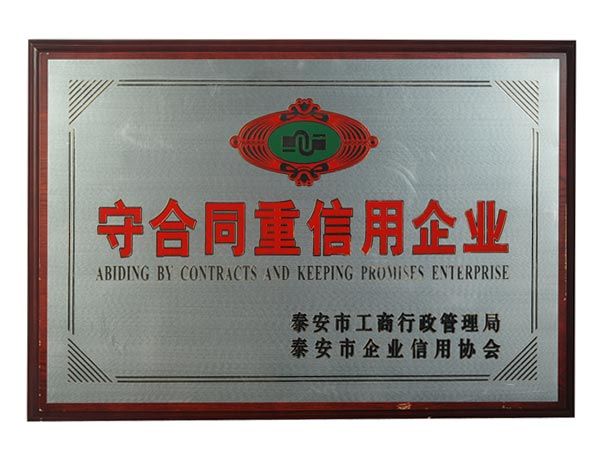 守合同重信用企业
ABIDING BY CONTRACTS AND KEEPING PROMISES ENTERPRISE
泰安市工商行政管理局
泰安市企业信用协会